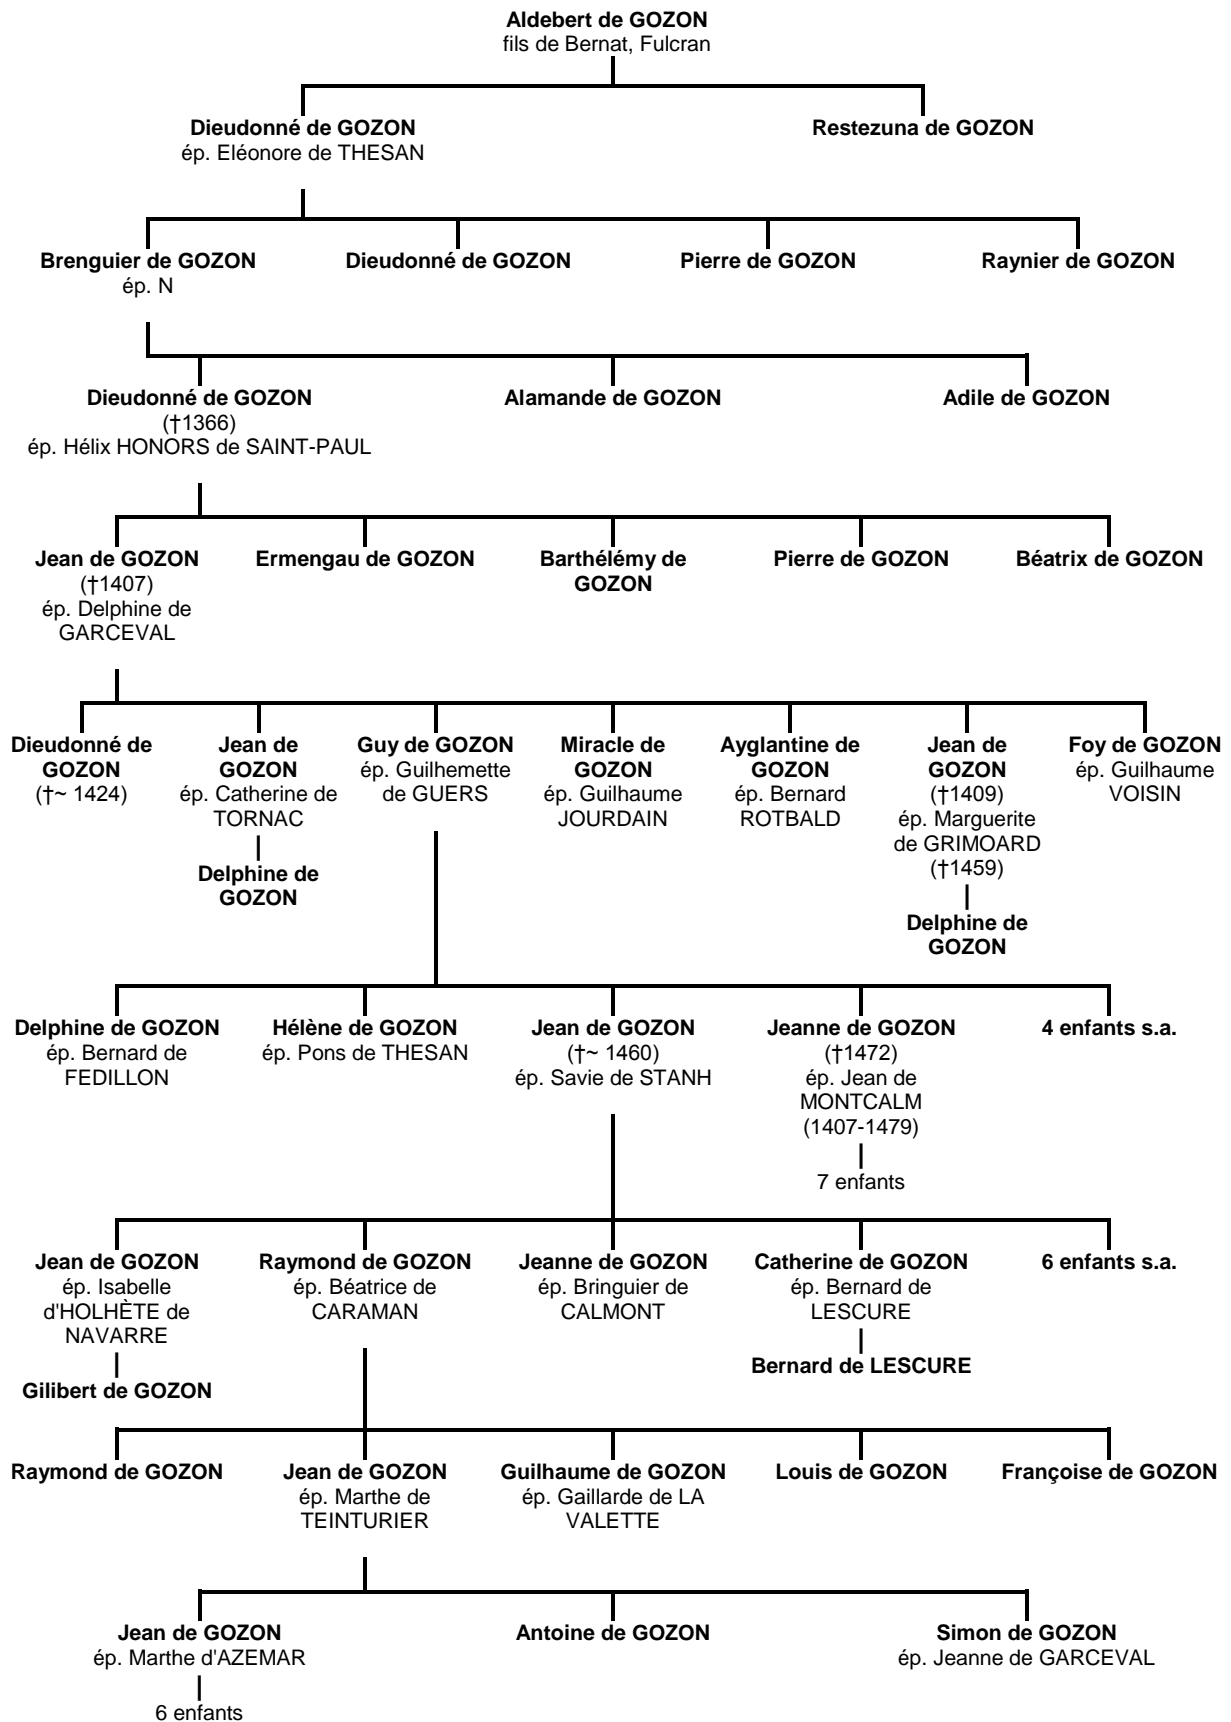 Aldebert de GOZON
fils de Bernat, Fulcran
Dieudonné de GOZON
ép. Eléonore de THESAN
Restezuna de GOZON
Brenguier de GOZON
ép. N
Dieudonné de GOZON
Pierre de GOZON
Raynier de GOZON
Dieudonné de GOZON
(†1366)
ép. Hélix HONORS de SAINT-PAUL
Alamande de GOZON
Adile de GOZON
Jean de GOZON
(†1407)
ép. Delphine de
GARCEVAL
Ermengau de GOZON
Barthélémy de
GOZON
Pierre de GOZON
Béatrix de GOZON
Dieudonné de
GOZON
(†~ 1424)
Jean de
GOZON
ép. Catherine de
TORNAC
Delphine de
GOZON
Guy de GOZON
ép. Guilhemette
de GUERS
Miracle de
GOZON
ép. Guilhaume
JOURDAIN
Ayglantine de
GOZON
ép. Bernard
ROTBALD
Jean de
GOZON
(†1409)
ép. Marguerite
de GRIMOARD
(†1459)
Delphine de
GOZON
Foy de GOZON
ép. Guilhaume
VOISIN
Delphine de GOZON
ép. Bernard de
FEDILLON
Hélène de GOZON
ép. Pons de THESAN
Jean de GOZON
(†~ 1460)
ép. Savie de STANH
Jeanne de GOZON
(†1472)
ép. Jean de
MONTCALM
(1407-1479)
7 enfants
4 enfants s.a.
Jean de GOZON
ép. Isabelle
d'HOLHÈTE de
NAVARRE
Gilibert de GOZON
Raymond de GOZON
ép. Béatrice de
CARAMAN
Jeanne de GOZON
ép. Bringuier de
CALMONT
Catherine de GOZON
ép. Bernard de
LESCURE
Bernard de LESCURE
6 enfants s.a.
Raymond de GOZON
Jean de GOZON
ép. Marthe de
TEINTURIER
Guilhaume de GOZON
ép. Gaillarde de LA
VALETTE
Louis de GOZON
Françoise de GOZON
Jean de GOZON
ép. Marthe d'AZEMAR
6 enfants
Antoine de GOZON
Simon de GOZON
ép. Jeanne de GARCEVAL